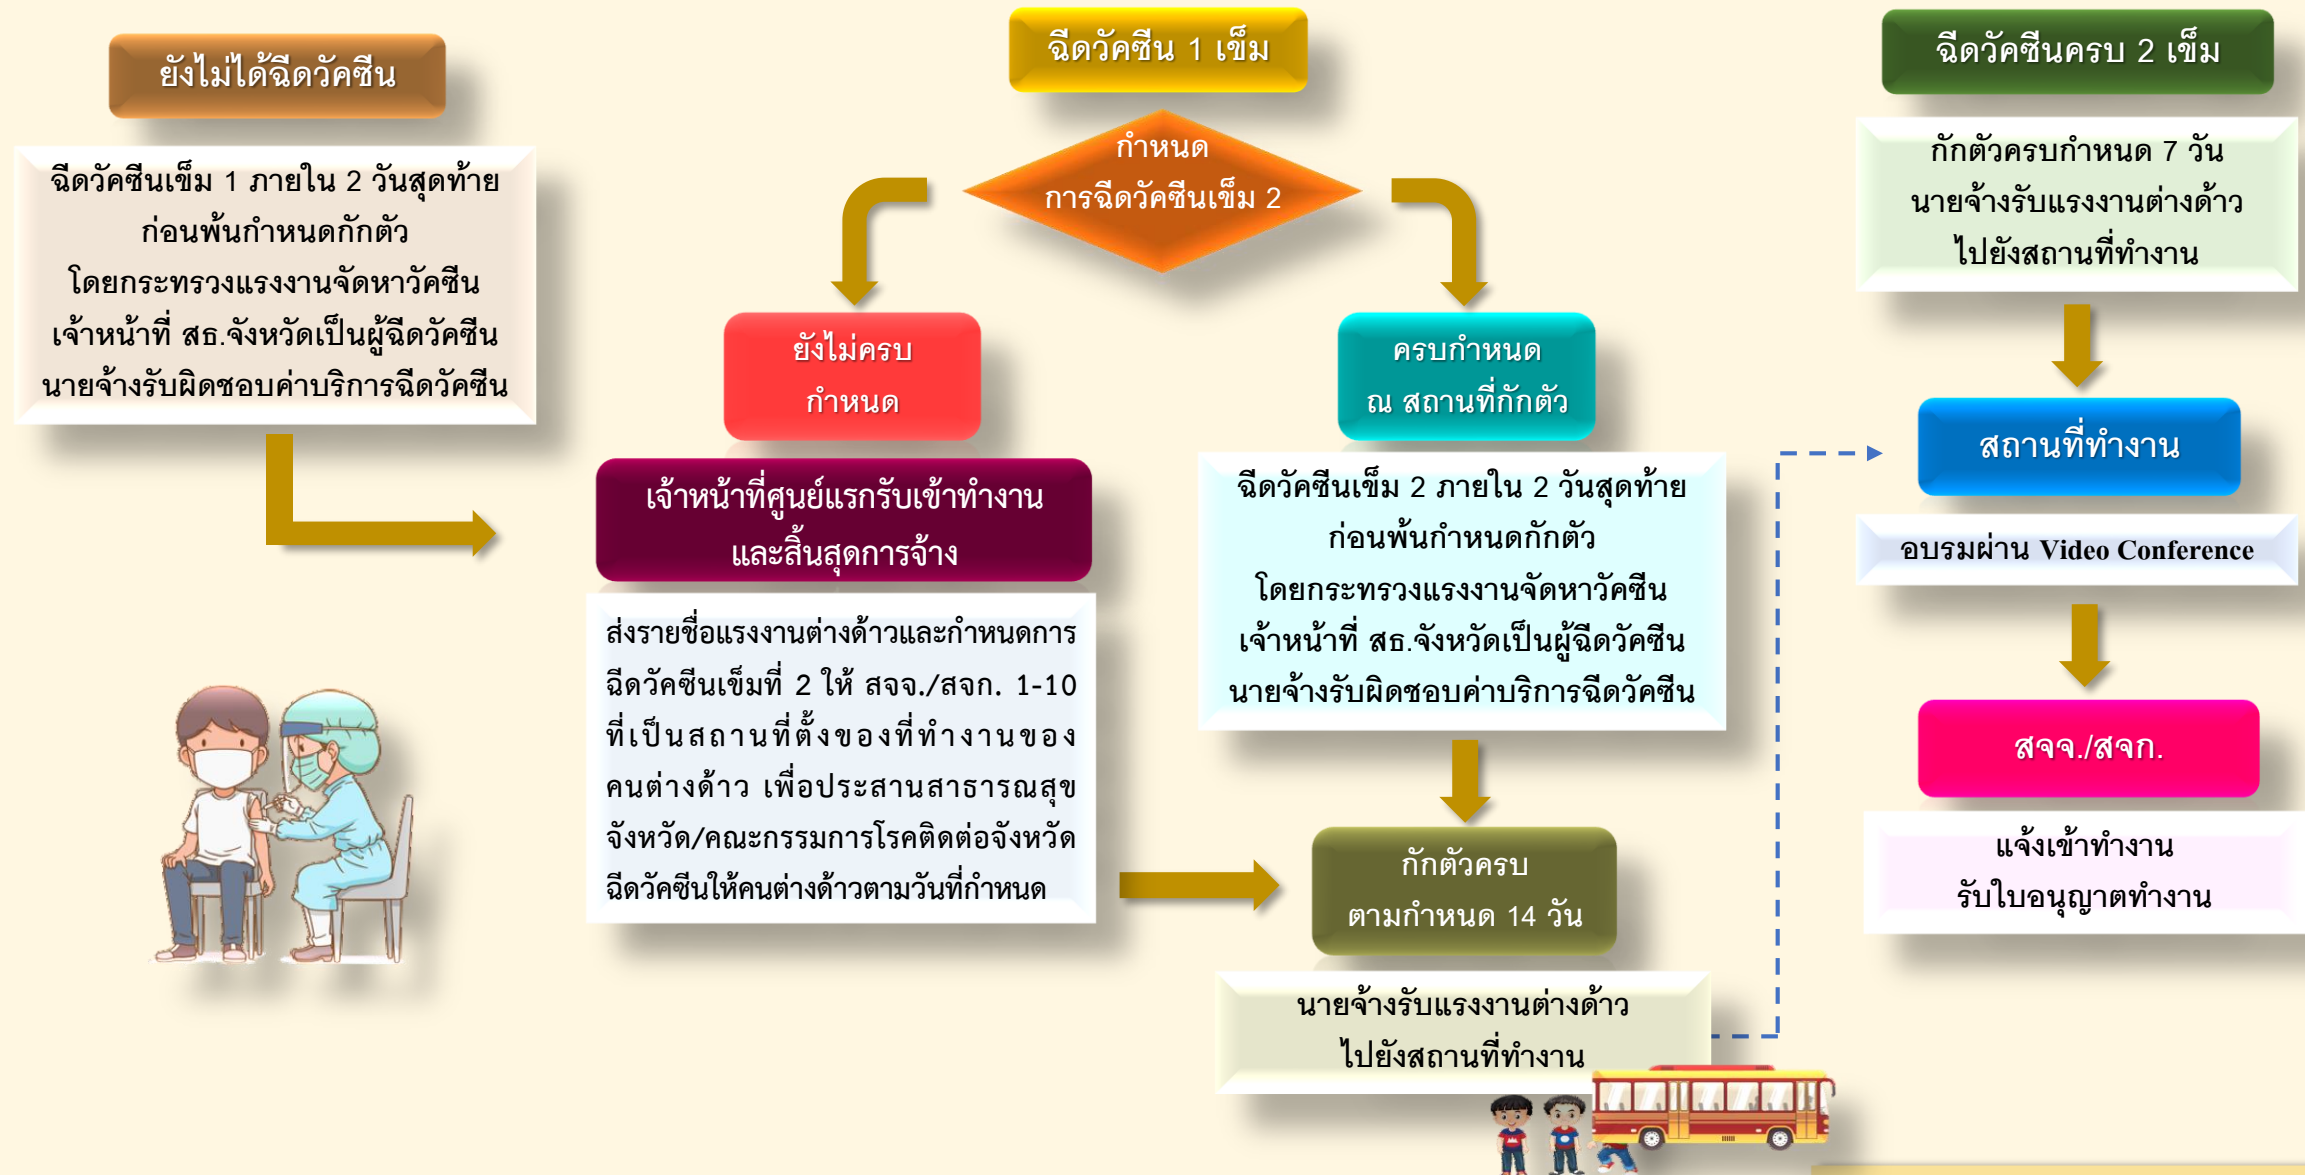 ยังไม่ได้ฉีดวัคซีน
ฉีดวัคซีนเข็ม 1 ภายใน 2 วันสุดท้าย
ก่อนพ้นกำหนดกักตัว
โดยกระทรวงแรงงานจัดหาวัคซีน
เจ้าหน้าที่ สธ.จังหวัดเป็นผู้ฉีดวัคซีน
นายจ้างรับผิดชอบค่าบริการฉีดวัคซีน
ฉีดวัคซีน 1 เข็ม
กำหนด
การฉีดวัคซีนเข็ม 2
ยังไม่ครบ
กำหนด
เจ้าหน้าที่ศูนย์แรกรับเข้าทำงาน
และสิ้นสุดการจ้าง
ส่งรายชื่อแรงงานต่างด้าวและกำหนดการ
ฉีดวัคซีนเข็มที่ 2 ให้ สจจ./สจก. 1-10
ที่เป็นสถานที่ตั้งของที่ทำงานของ
คนต่างด้าว เพื่อประสานสาธารณสุข
จังหวัด/คณะกรรมการโรคติดต่อจังหวัด
ฉีดวัคซีนให้คนต่างด้าวตามวันที่กำหนด
ครบกำหนด
ณ สถานที่กักตัว
ฉีดวัคซีนเข็ม 2 ภายใน 2 วันสุดท้าย
ก่อนพ้นกำหนดกักตัว
โดยกระทรวงแรงงานจัดหาวัคซีน
เจ้าหน้าที่ สธ.จังหวัดเป็นผู้ฉีดวัคซีน
นายจ้างรับผิดชอบค่าบริการฉีดวัคซีน
กักตัวครบ
ตามกำหนด 14 วัน
นายจ้างรับแรงงานต่างด้าว
ไปยังสถานที่ทำงาน
ฉีดวัคซีนครบ 2 เข็ม
กักตัวครบกำหนด 7 วัน
นายจ้างรับแรงงานต่างด้าว
ไปยังสถานที่ทำงาน
สถานที่ทำงาน
อบรมผ่าน Video Conference
สจจ./สจก.
แจ้งเข้าทำงาน
รับใบอนุญาตทำงาน